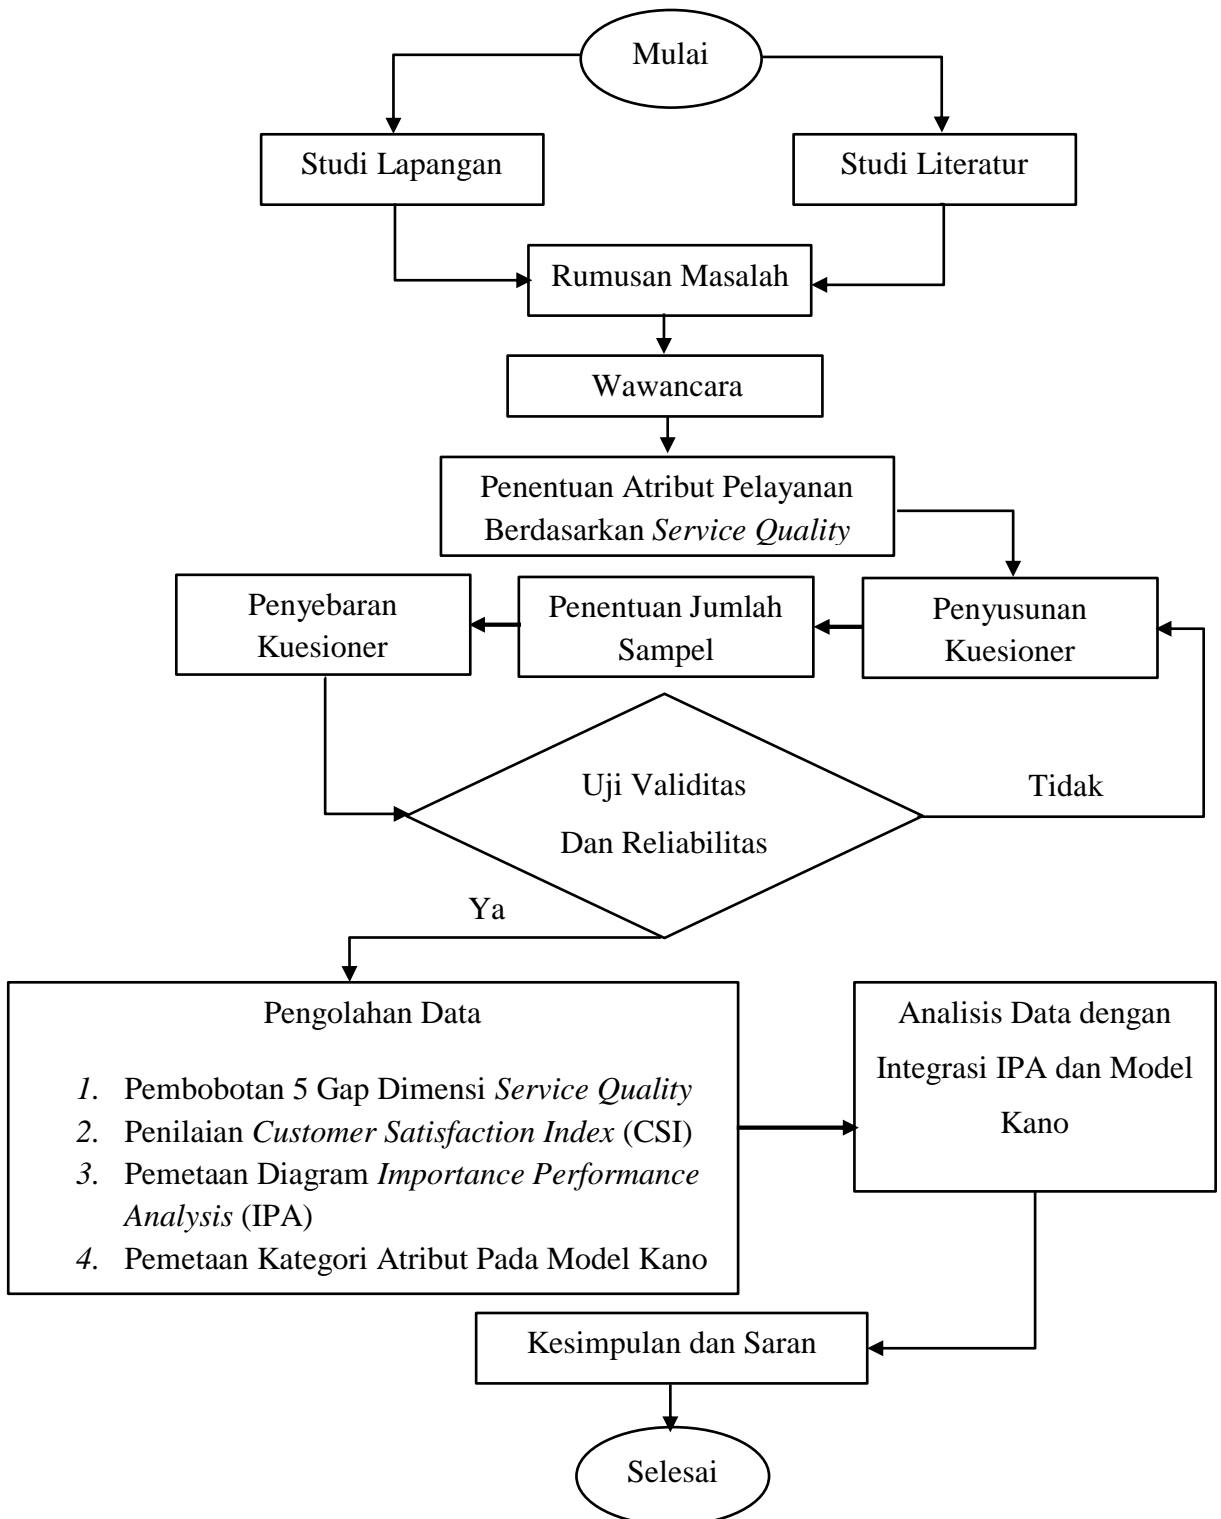 Mulai
Studi Lapangan
Studi Literatur
Rumusan Masalah
Wawancara
Penentuan Atribut Pelayanan
Berdasarkan Service Quality
Penyebaran
Kuesioner
Penentuan Jumlah
Sampel
Penyusunan
Kuesioner
Uji Validitas
Dan Reliabilitas
Tidak
Ya
Pengolahan Data
1. Pembobotan 5 Gap Dimensi Service Quality
2. Penilaian Customer Satisfaction Index (CSI)
3. Pemetaan Diagram Importance Performance
Analysis (IPA)
4. Pemetaan Kategori Atribut Pada Model Kano
Analisis Data dengan
Integrasi IPA dan Model
Kano
Kesimpulan dan Saran
Selesai